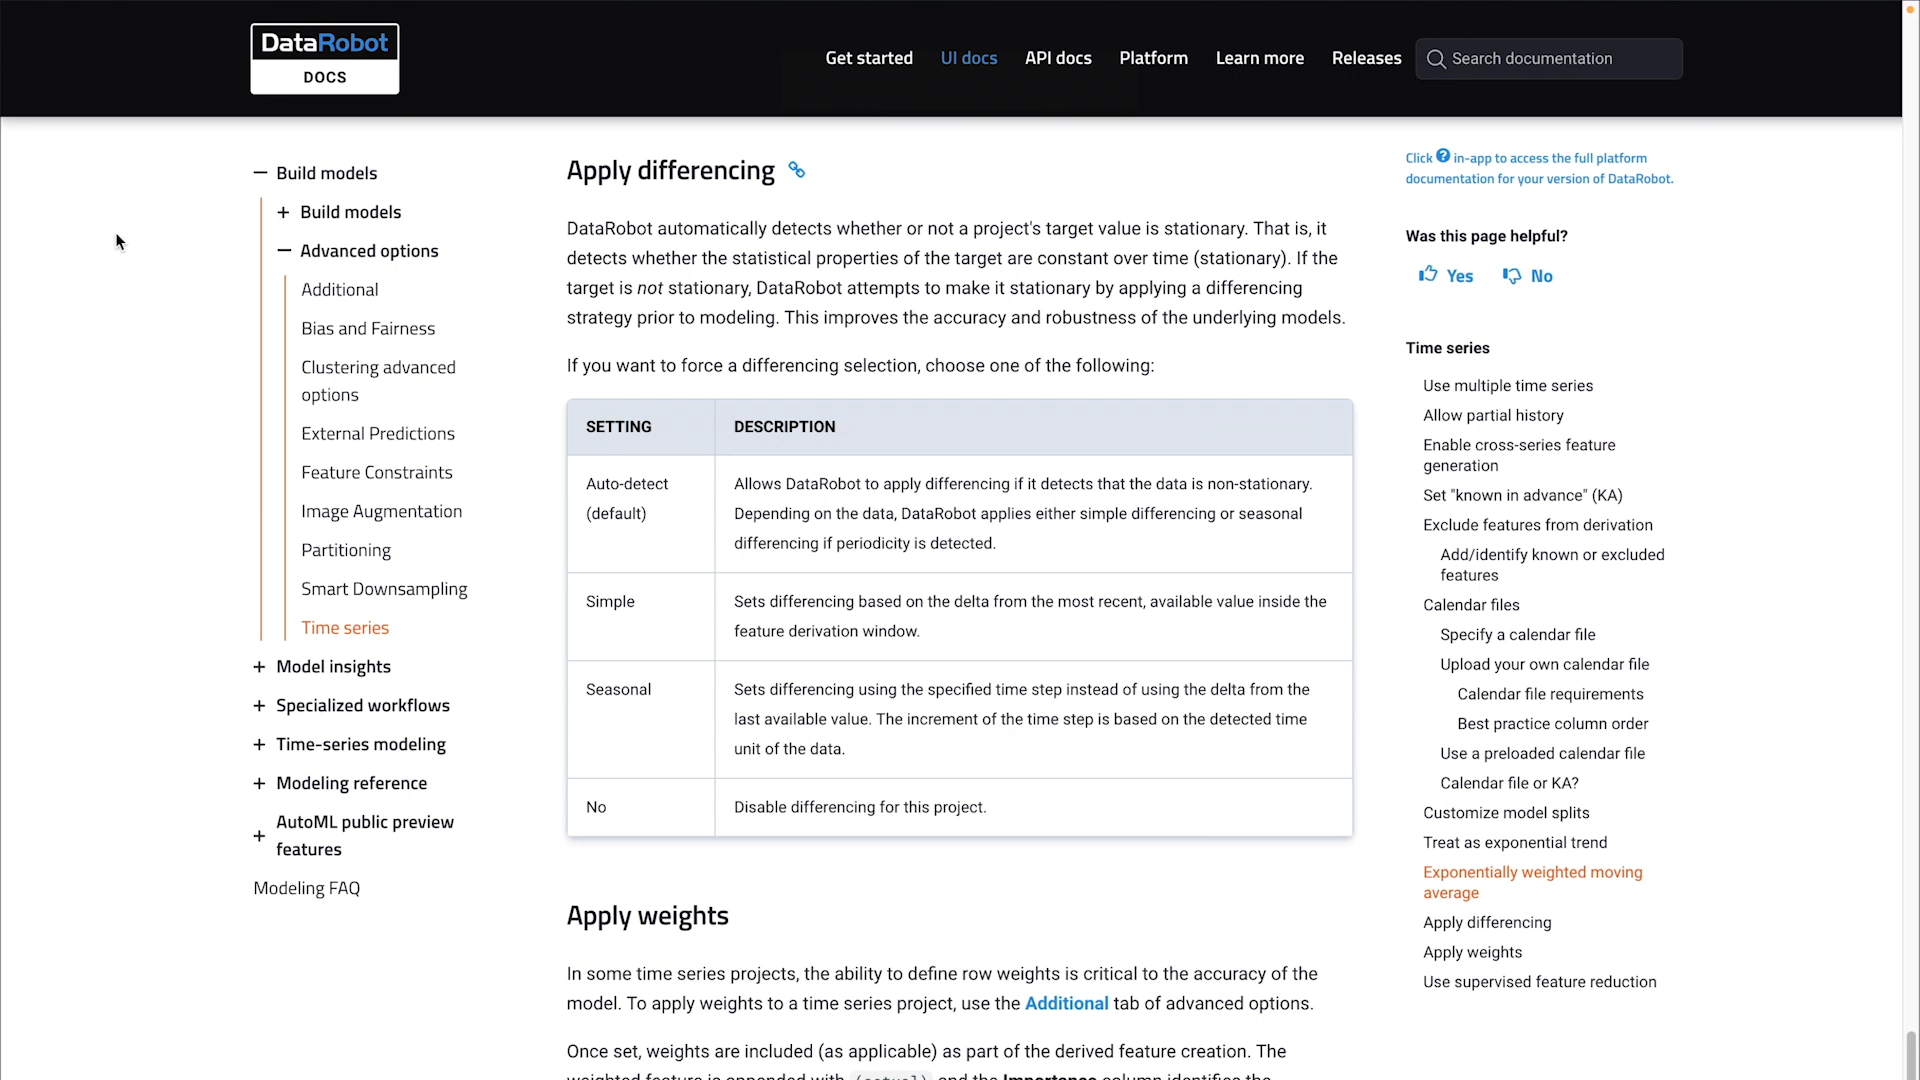 DataRobot
DOCS
Get started
UI docs
API docs
Platform
Learn more
Releases
Search documentation
Build models
Build models
Advanced options
Additional
Bias and Fairness
Clustering advanced
options
External Predictions
Feature Constraints
Image Augmentation
Partitioning
Smart Downsampling
Time series
Model insights
Specialized workflows
Time-series modeling
Modeling reference
AutoML public preview
features
Modeling FAQ
Apply differencing
DataRobot automatically detects whether or not a project's target value is stationary. That is, it
detects whether the statistical properties of the target are constant over time (stationary). If the
target is not stationary, DataRobot attempts to make it stationary by applying a differencing
strategy prior to modeling. This improves the accuracy and robustness of the underlying models.
If you want to force a differencing selection, choose one of the following:
SETTING DESCRIPTION
Auto-detect
(default)
Allows DataRobot to apply differencing if it detects that the data is non-stationary.
Depending on the data, DataRobot applies either simple differencing or seasonal
differencing if periodicity is detected.
Simple
Sets differencing based on the delta from the most recent, available value inside the
feature derivation window.
Seasonal
Sets differencing using the specified time step instead of using the delta from the
last available value. The increment of the time step is based on the detected time
unit of the data.
No
Disable differencing for this project.
Apply weights
In some time series projects, the ability to define row weights is critical to the accuracy of the
model. To apply weights to a time series project, use the Additional tab of advanced options.
Once set, weights are included (as applicable) as part of the derived feature creation. The
weighted feature is appended with (actual) and the Importance column identifies the
Click ? in-app to access the full platform
documentation for your version of DataRobot.
Was this page helpful?
Yes
No
Time series
Use multiple time series
Allow partial history
Enable cross-series feature
generation
Set "known in advance" (KA)
Exclude features from derivation
Add/identify known or excluded
features
Calendar files
Specify a calendar file
Upload your own calendar file
Calendar file requirements
Best practice column order
Use a preloaded calendar file
Calendar file or KA?
Customize model splits
Treat as exponential trend
Exponentially weighted moving
average
Apply differencing
Apply weights
Use supervised feature reduction